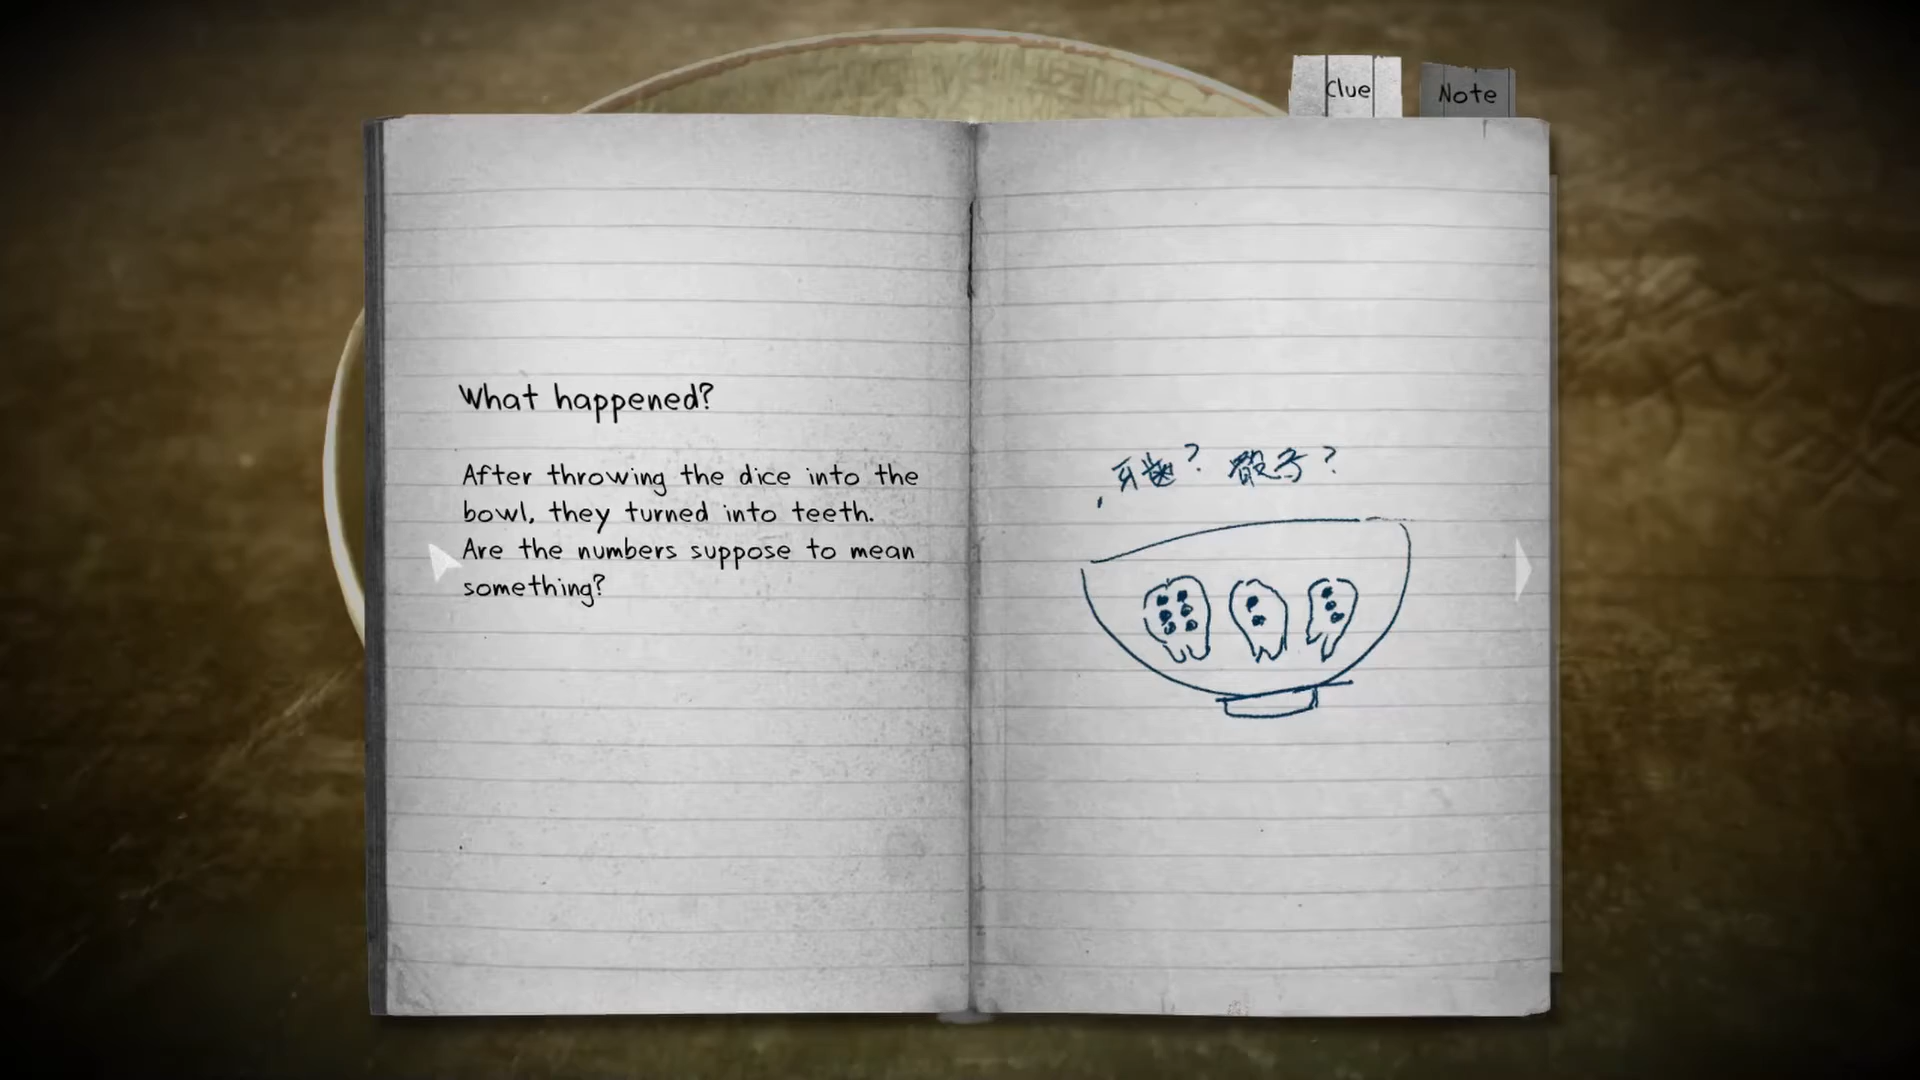 Clue
Note
What happened?
After throwing the dice into the
bowl, they turned into teeth.
Are the numbers suppose to mean
something?
牙齒? 骰子?